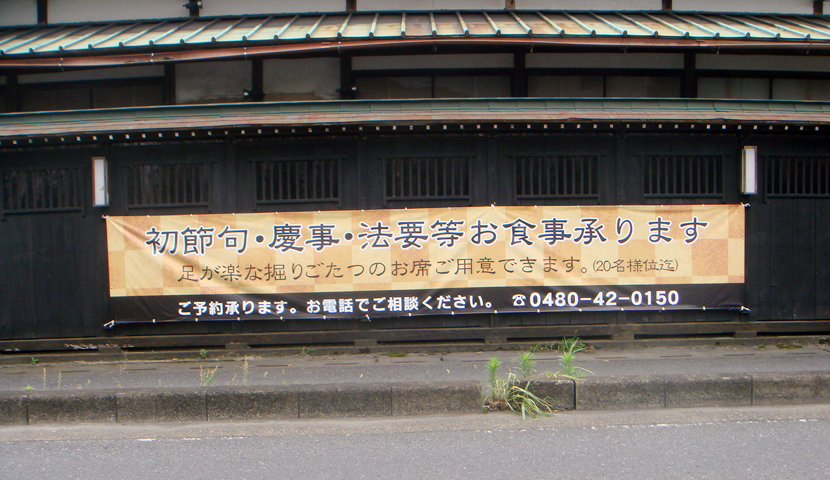 初節句・慶事・法要等お食事承ります
足が楽な掘りごたつのお席ご用意できます。(20名様位迄)
ご予約承ります。お電話でご相談ください。 ☎0480-42-0150